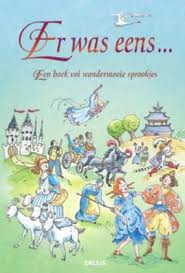 Er was eens...
Een boek vol wondermooie sprookjes
DELTAS